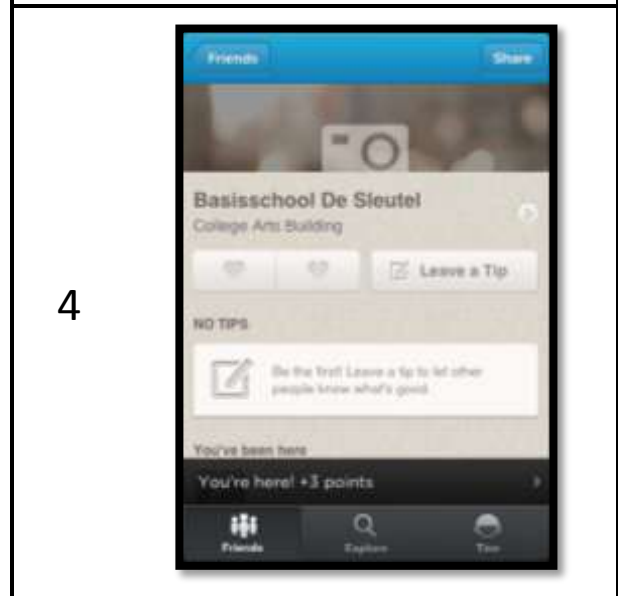 4
Friends
Share
Basisschool De Sleutel
College Arts Building
Leave a Tip
NO TIPS
Be the first! Leave a tip to let other
people know what's good.
You've been here
You're here! +3 points
Friends
Explore